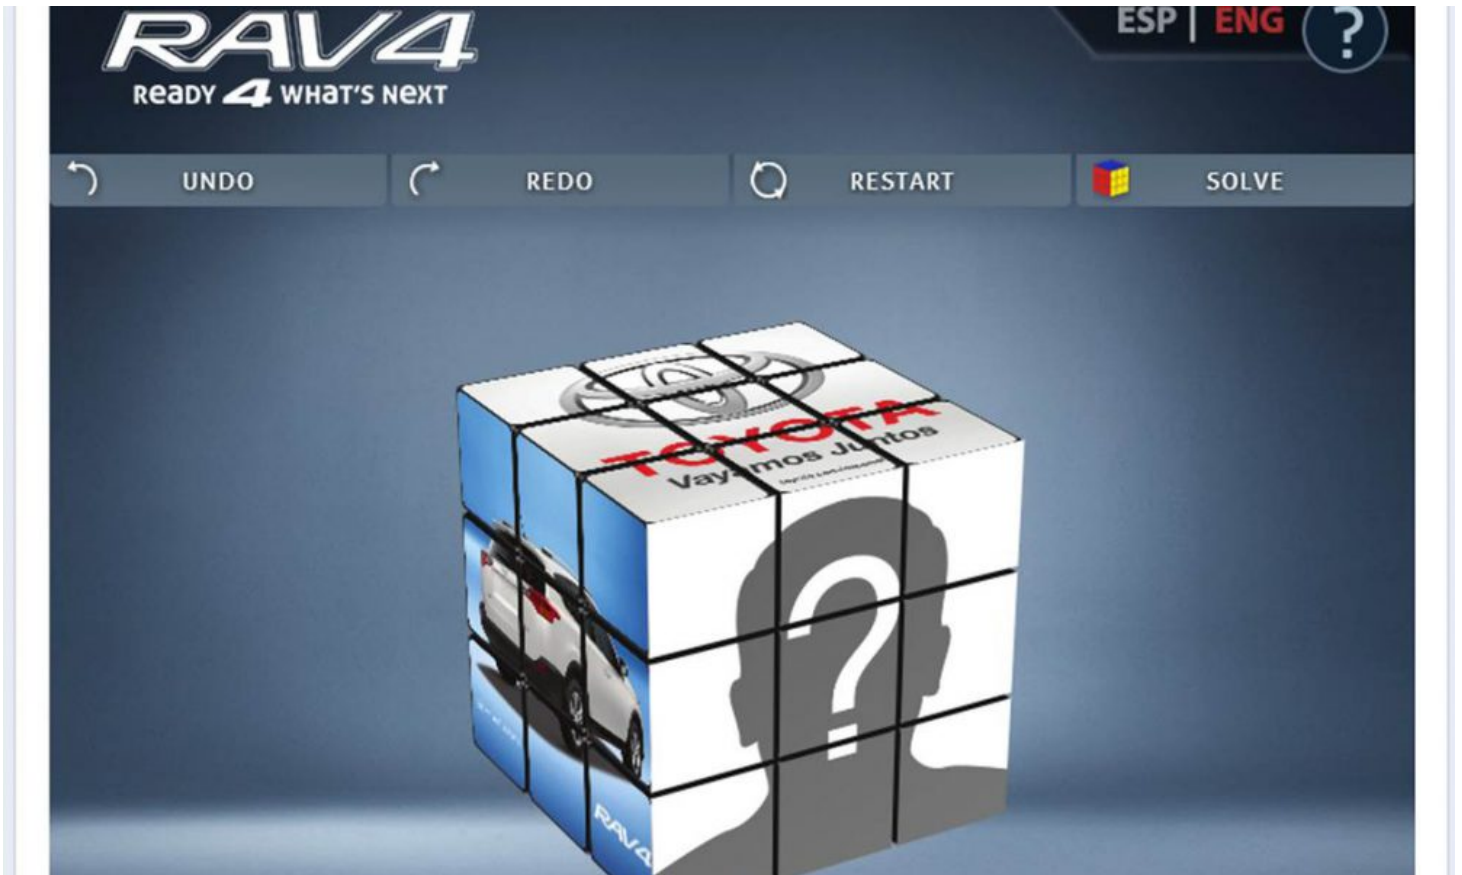 RAV4
ESP | ENG ?
READY 4 WHAT'S NEXT
UNDO
REDO
RESTART
SOLVE
TOYOTA
Vayamos Juntos
?
RAV4